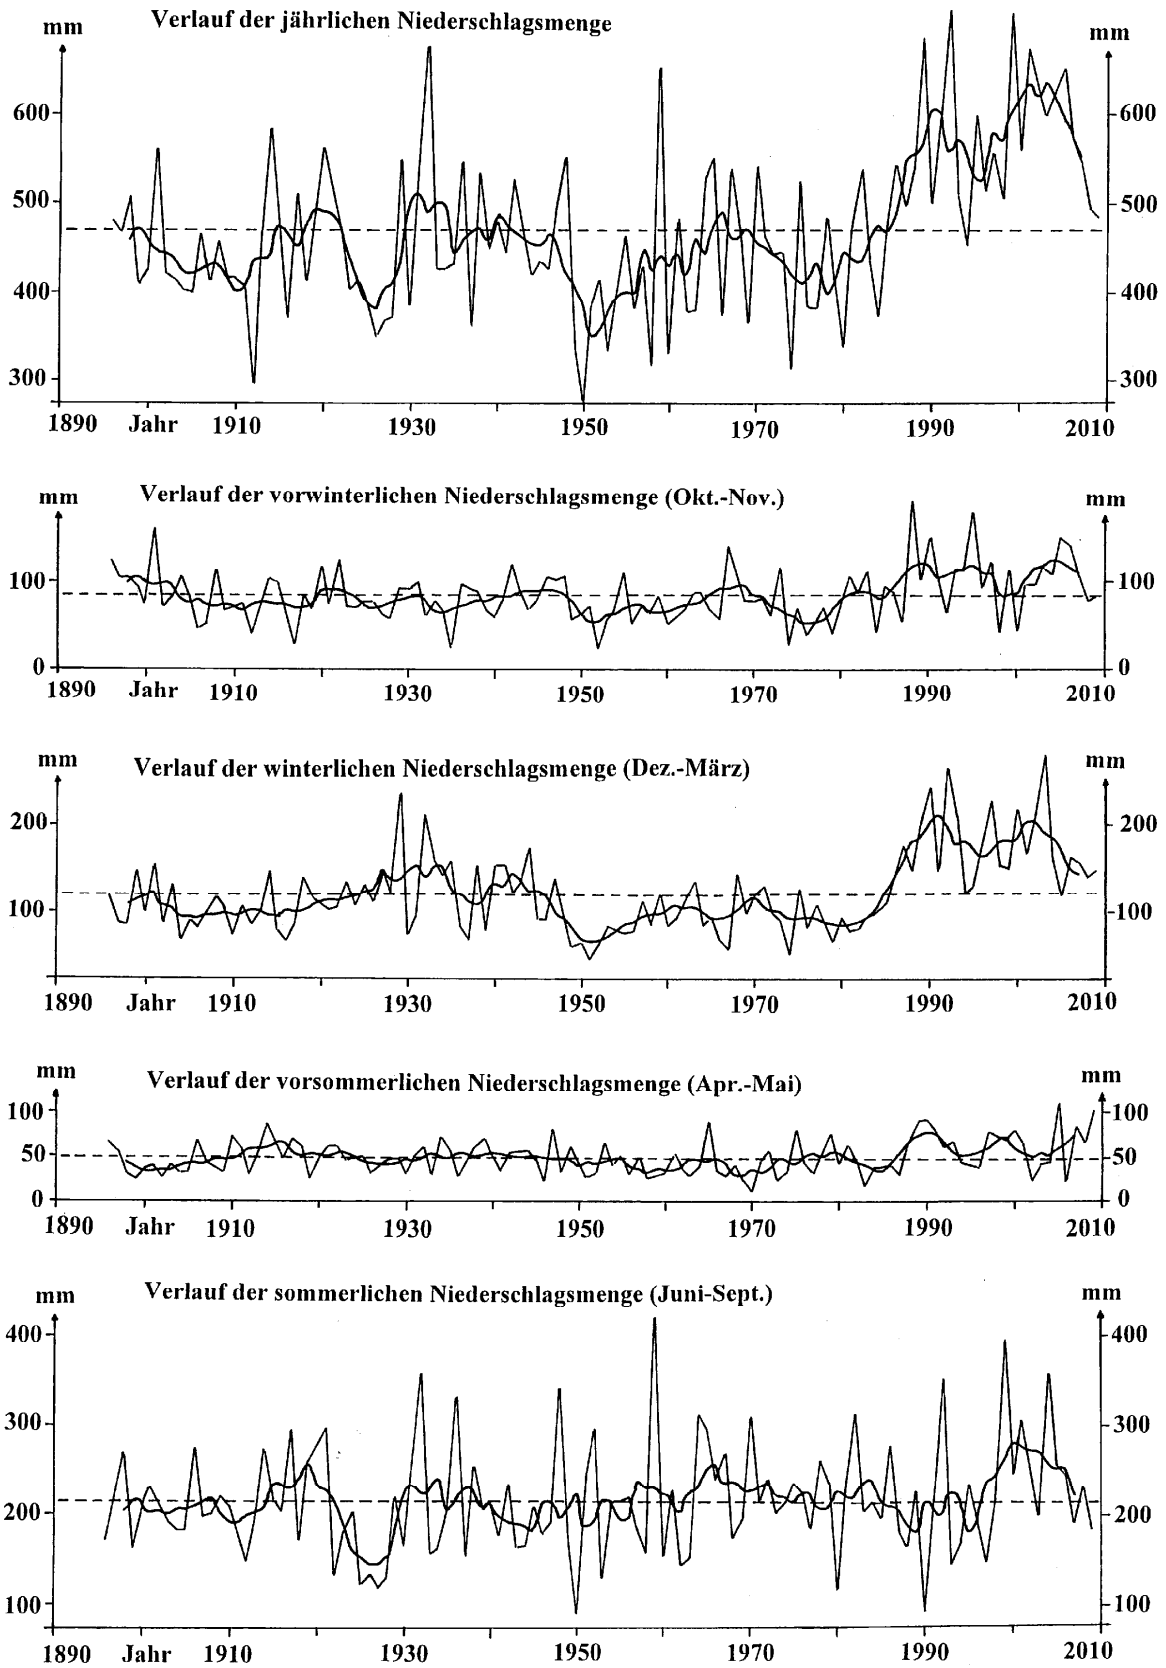 Verlauf der jährlichen Niederschlagsmenge
mm mm
600 600
500 500
400 400
300 300
1890 Jahr 1910 1930 1950 1970 1990 2010
mm Verlauf der vorwinterlichen Niederschlagsmenge (Okt.-Nov.) mm
100 100
0 0
1890 Jahr 1910 1930 1950 1970 1990 2010
mm Verlauf der winterlichen Niederschlagsmenge (Dez.-März) mm
200 200
100 100
1890 Jahr 1910 1930 1950 1970 1990 2010
mm Verlauf der vorsommerlichen Niederschlagsmenge (Apr.-Mai) mm
100 100
50 50
0 0
1890 Jahr 1910 1930 1950 1970 1990 2010
mm Verlauf der sommerlichen Niederschlagsmenge (Juni-Sept.) mm
400 400
300 300
200 200
100 100
1890 Jahr 1910 1930 1950 1970 1990 2010